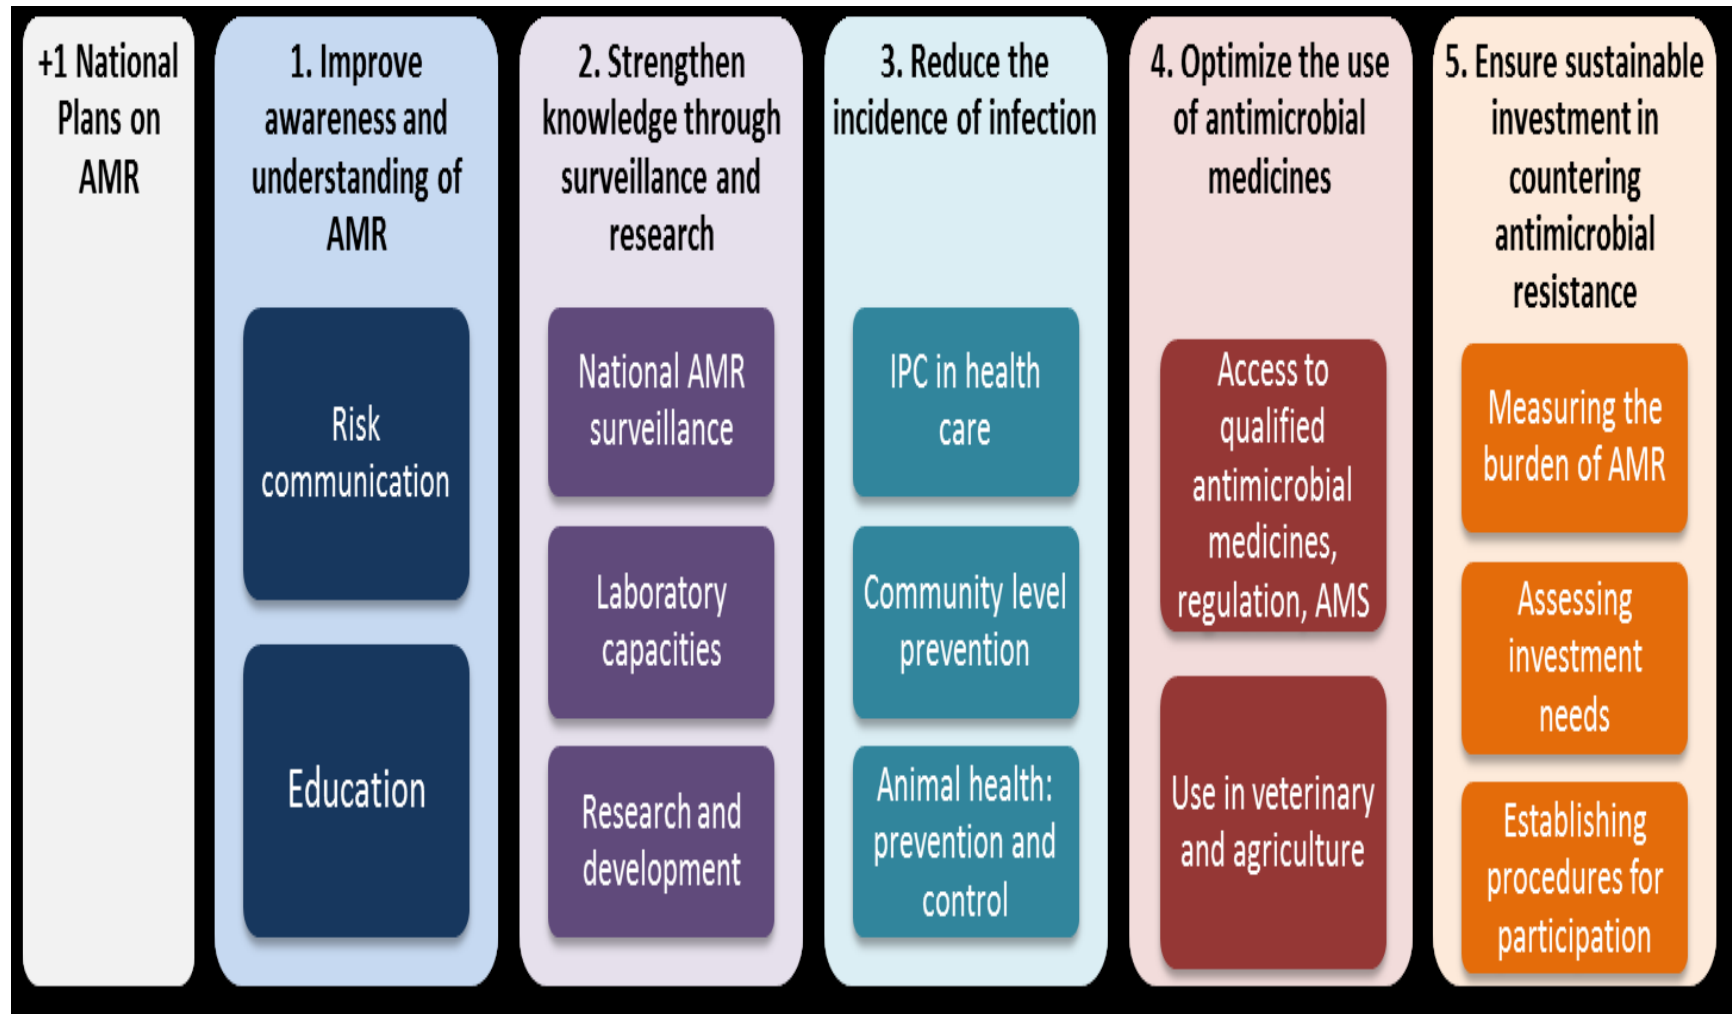 +1 National
Plans on
AMR
1. Improve
awareness and
understanding of
AMR
Risk
communication
Education
2. Strengthen
knowledge through
surveillance and
research
National AMR
surveillance
Laboratory
capacities
Research and
development
3. Reduce the
incidence of infection
IPC in health
care
Community level
prevention
Animal health:
prevention and
control
4. Optimize the use
of antimicrobial
medicines
Access to
qualified
antimicrobial
medicines,
regulation, AMS
Use in veterinary
and agriculture
5. Ensure sustainable
investment in
countering
antimicrobial
resistance
Measuring the
burden of AMR
Assessing
investment
needs
Establishing
procedures for
participation